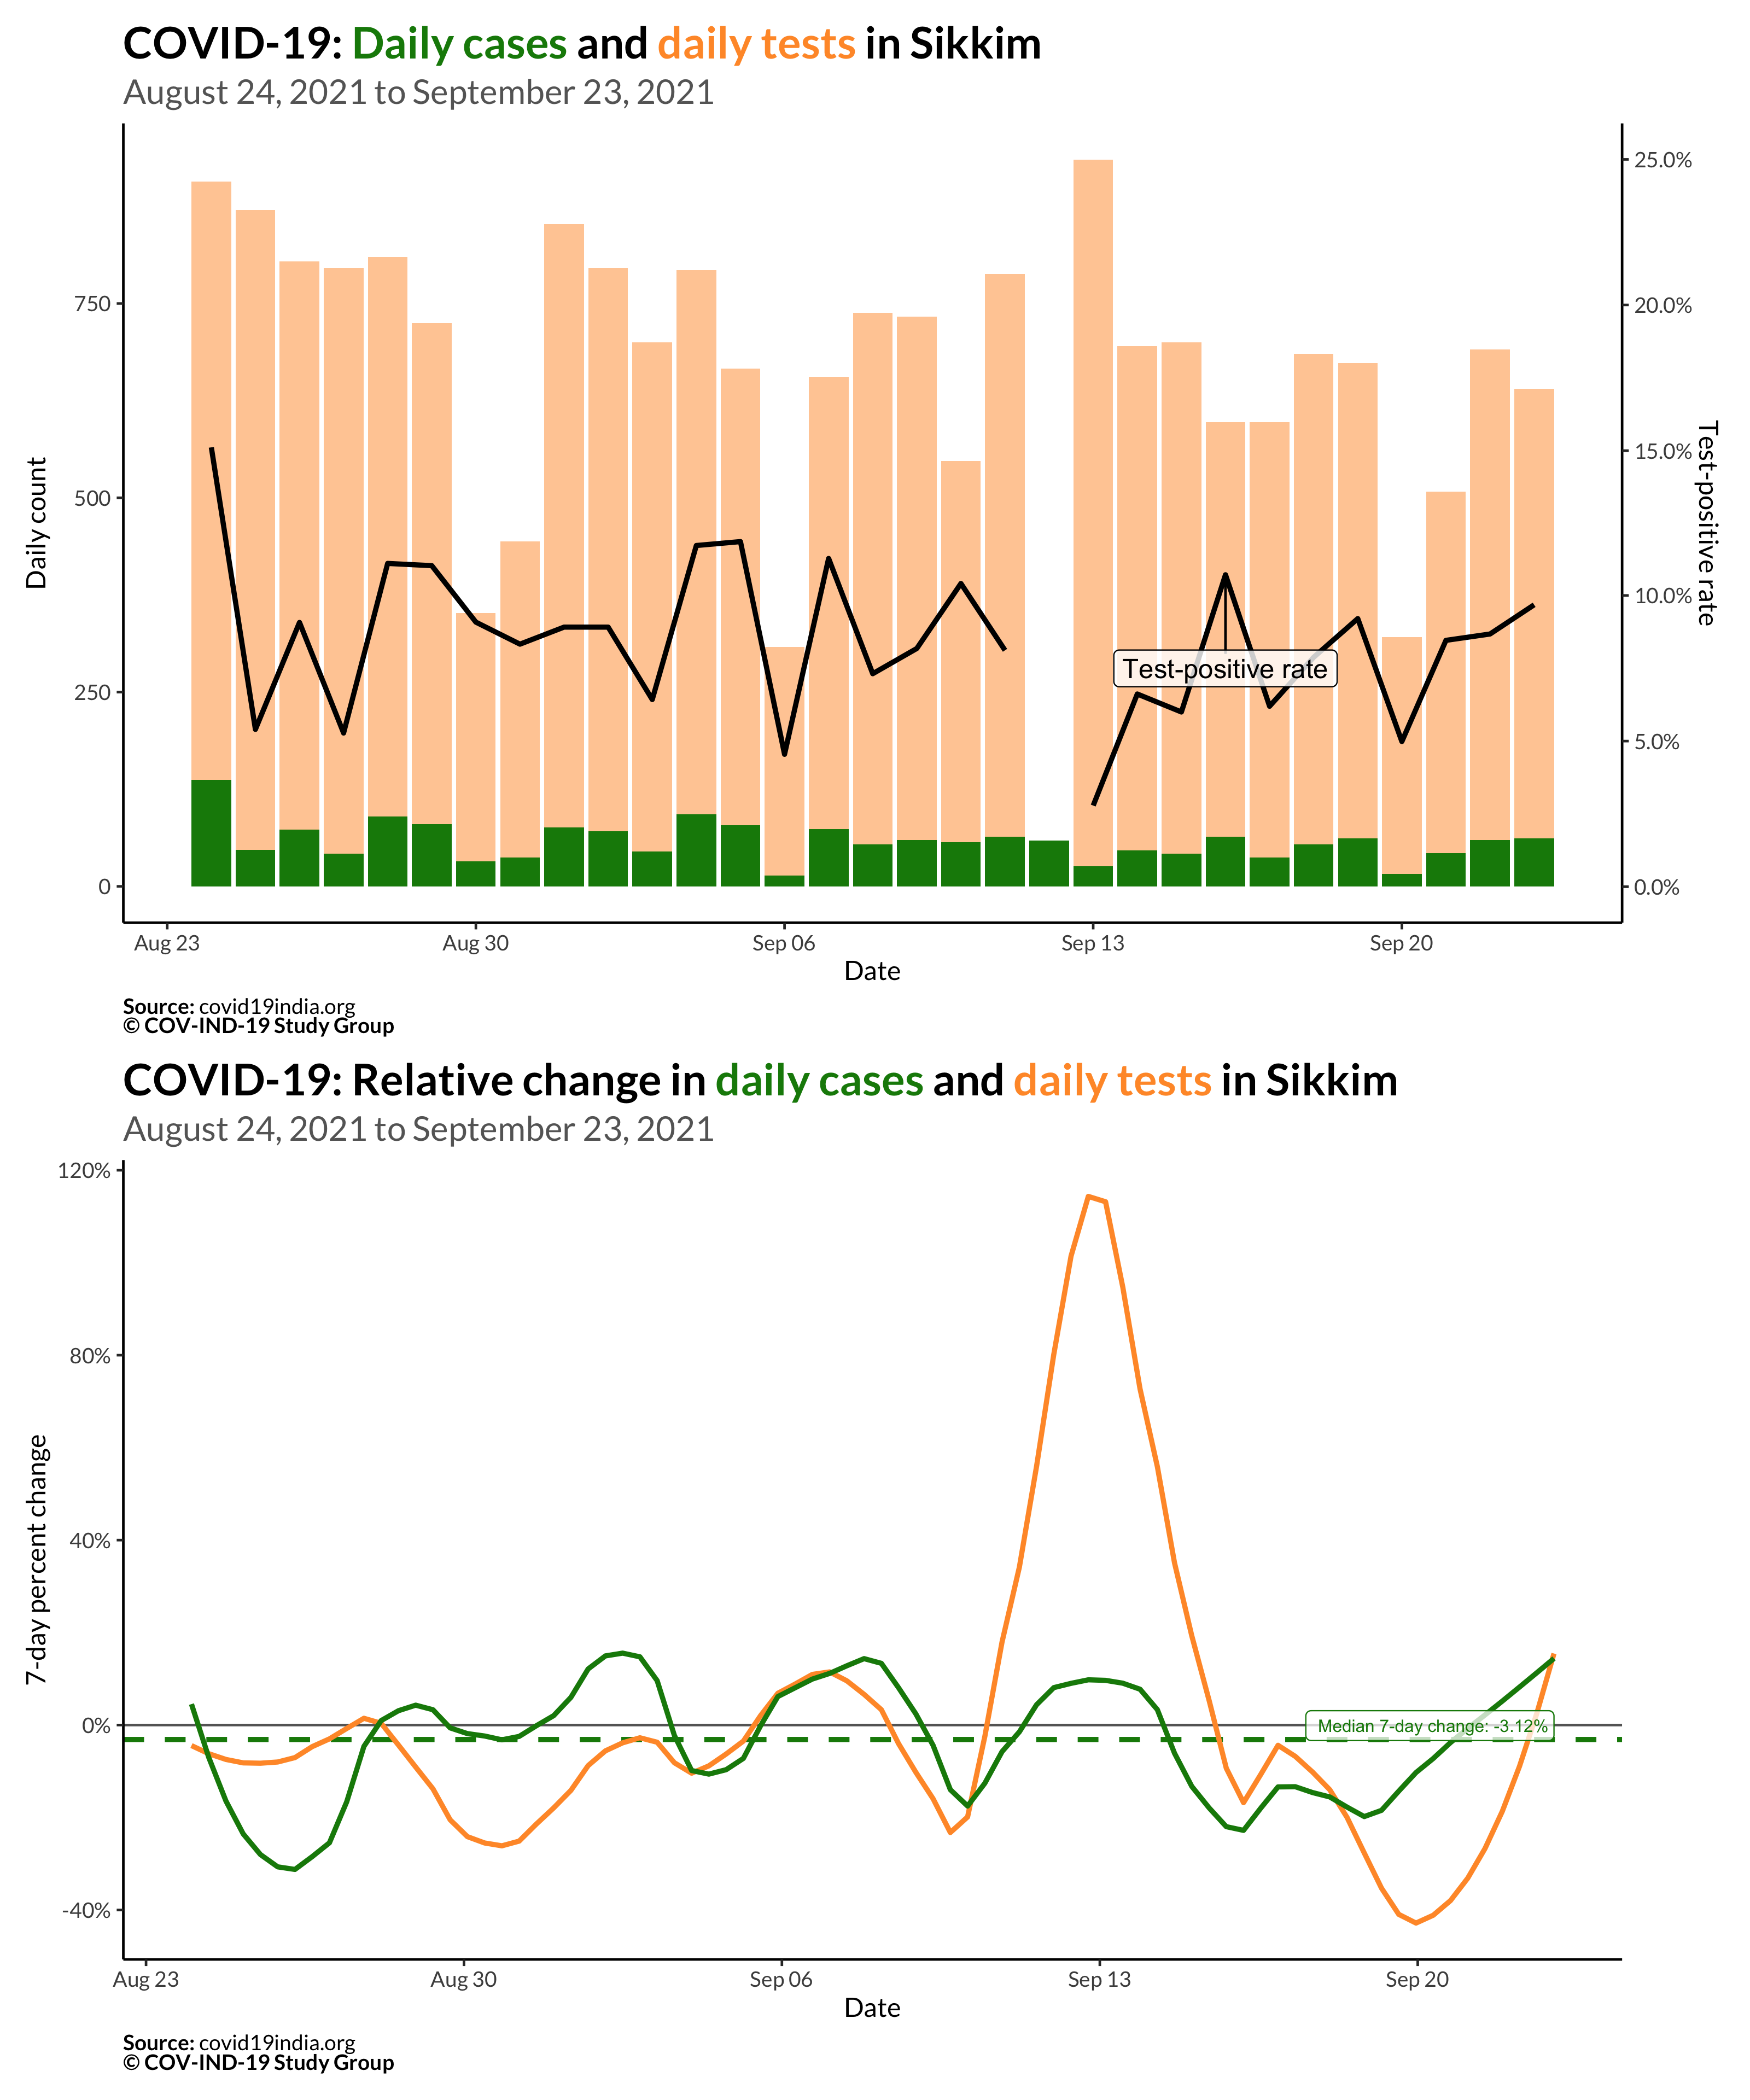 COVID-19: Daily cases and daily tests in Sikkim
August 24, 2021 to September 23, 2021
25.0%
20.0%
750
15.0%
500
10.0%
250
5.0%
0
0.0%
Daily count
Test-positive rate
Test-positive rate
Aug 23
Aug 30
Sep 06
Sep 13
Sep 20
Date
Source: covid19india.org
© COV-IND-19 Study Group
COVID-19: Relative change in daily cases and daily tests in Sikkim
August 24, 2021 to September 23, 2021
120%
80%
40%
0%
-40%
7-day percent change
Median 7-day change: -3.12%
Aug 23
Aug 30
Sep 06
Sep 13
Sep 20
Date
Source: covid19india.org
© COV-IND-19 Study Group